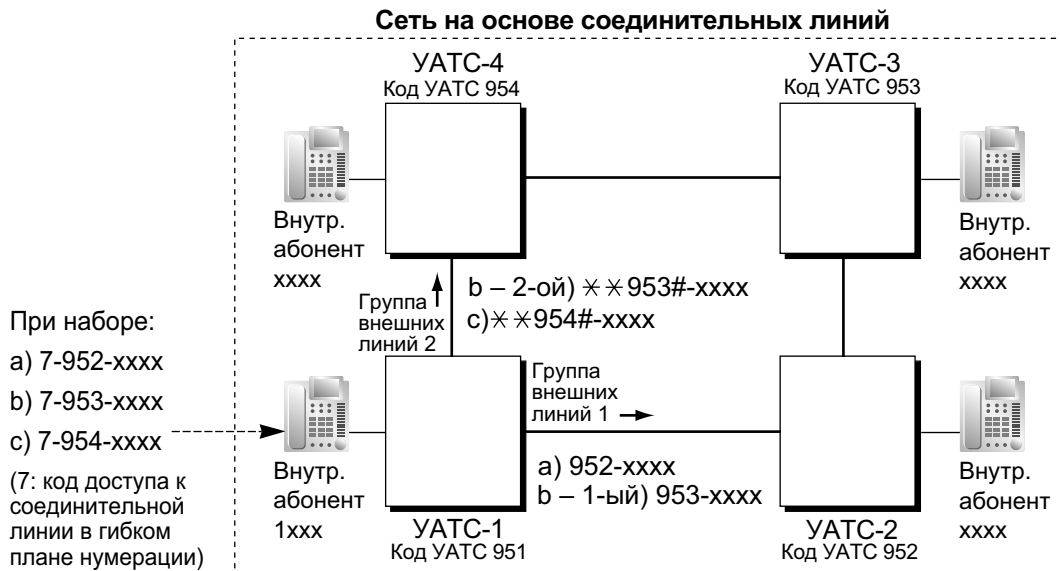 Сеть на основе соединительных линий
УАТС-4
Код УАТС 954
УАТС-3
Код УАТС 953
Внутр.
абонент
xxxx
Внутр.
абонент
xxxx
Группа
внешних
линий 2
b – 2-ой) ✳✳953#-xxxx
c)✳✳954#-xxxx
При наборе:
a) 7-952-xxxx
b) 7-953-xxxx
c) 7-954-xxxx
(7: код доступа к
соединительной
линии в гибком
плане нумерации)
Внутр.
абонент
1xxx
Группа
внешних
линий 1
a) 952-xxxx
b – 1-ый) 953-xxxx
УАТС-1
Код УАТС 951
УАТС-2
Код УАТС 952
Внутр.
абонент
xxxx